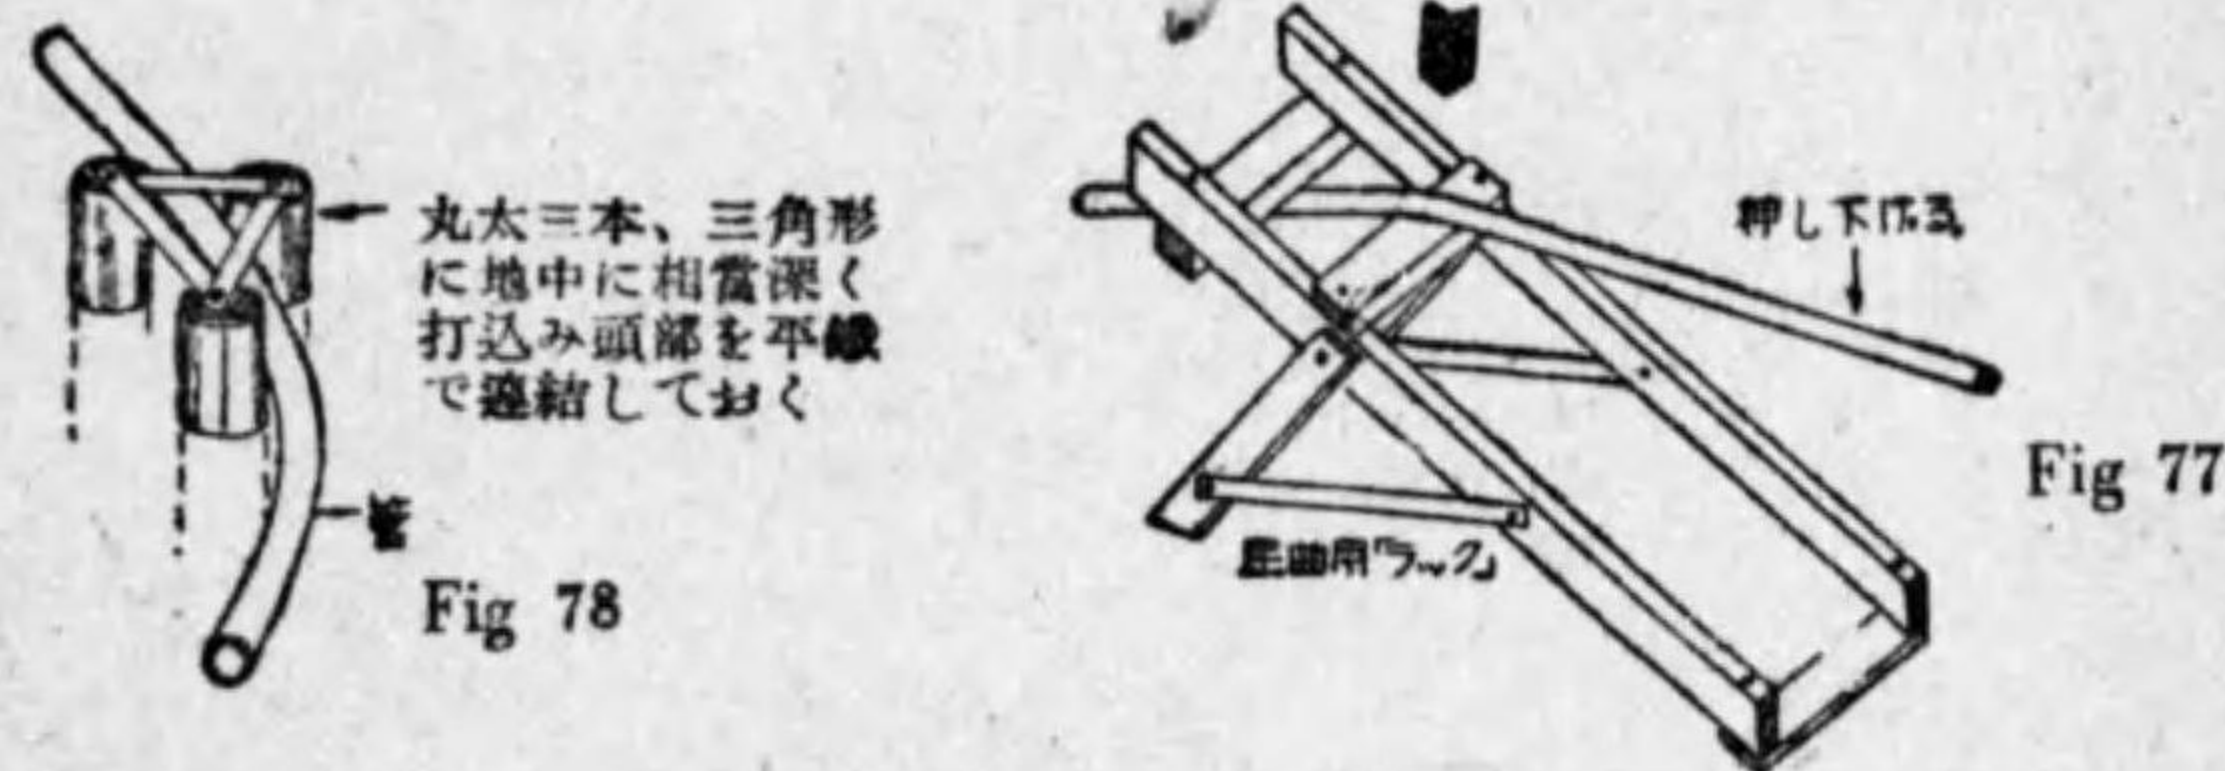 丸太三本、三角形
に地中に相當深く
打込み頭部を平鐵
で連結しておく
管
Fig 78
押し下げる
屈曲用「ラック」
Fig 77